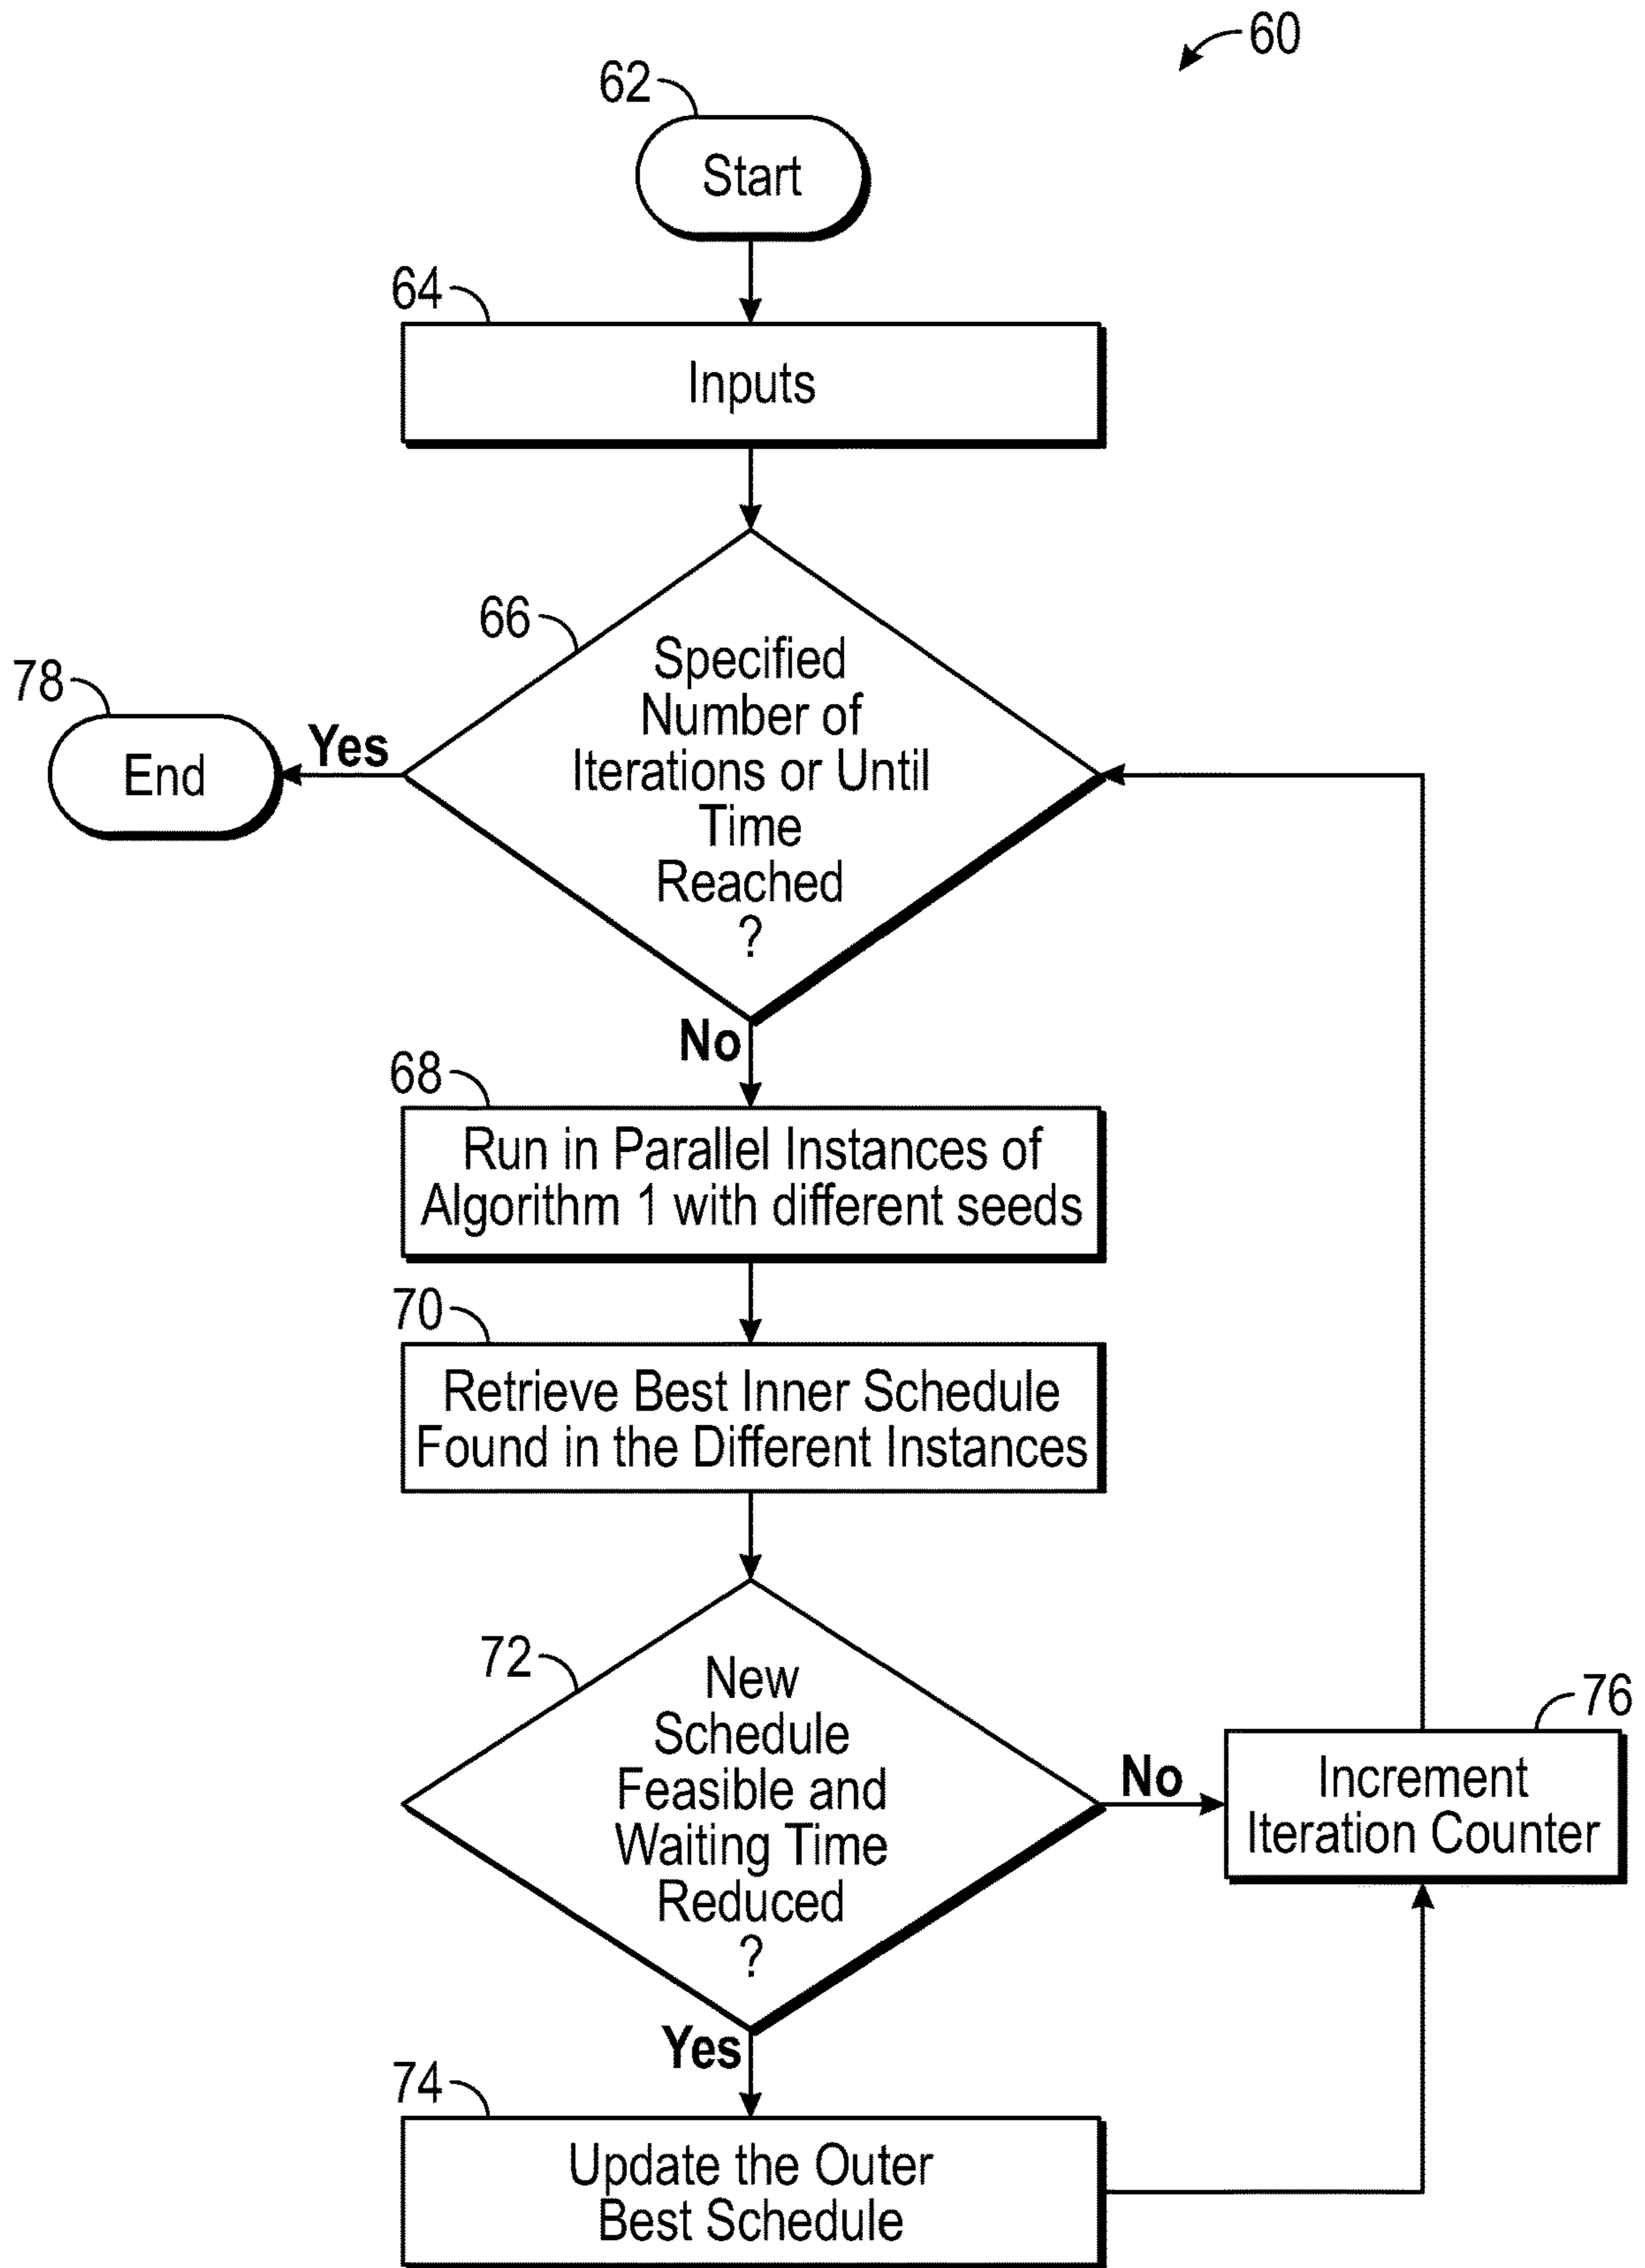 60
62
Start
64
Inputs
66
Specified
Number of
Iterations or Until
Time
Reached
?
78
End
Yes
No
68
Run in Parallel Instances of
Algorithm 1 with different seeds
70
Retrieve Best Inner Schedule
Found in the Different Instances
72
New
Schedule
Feasible and
Waiting Time
Reduced
?
No
76
Increment
Iteration Counter
Yes
74
Update the Outer
Best Schedule